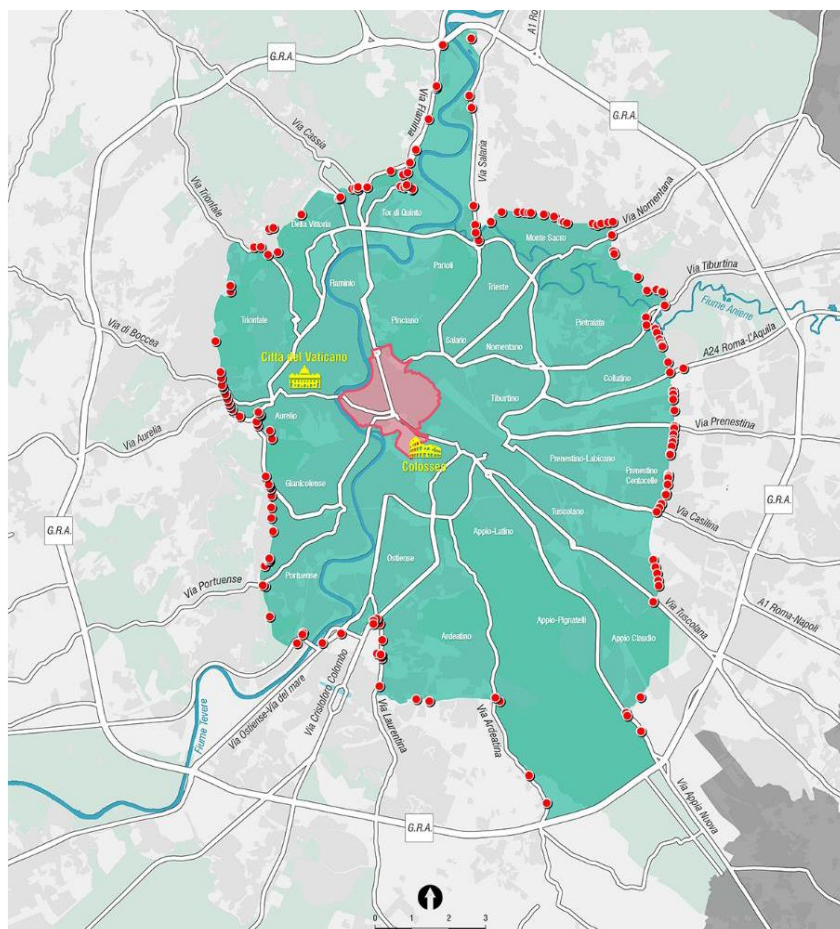 A1 Ro
G.R.A.
Via Flaminia
Via Cassia
G.R.A.
Via Salaria
Via Trionfale
Via Nomentana
Tor di Quinto
Della Vittoria
Monte Sacro
Parioli
Via Tiburtina
Flaminio
Trieste
Fiume Aniene
Trionfale
Pinciano
Pietralata
Via di Boccea
Salario
Nomentano
A24 Roma-L'Aquila
Città del Vaticano
Collatino
Tiburtino
Aurelio
Via Aurelia
Via Prenestina
Colosseo
Prenestino-Labicano
Gianicolense
Prenestino
Centocelle
G.R.A.
G.R.A.
Tuscolano
Via Casilina
Appio-Latino
Ostiense
Via Portuense
Portuense
Via Tuscolana
A1 Roma-Napoli
Appio-Pignatelli
Ardeatino
Appio Claudio
Fiume Tevere
Via Ostiense-Via del mare
Via Cristoforo Colombo
Via Laurentina
Via Ardeatina
Via Appia Nuova
G.R.A.
0 1 2 3